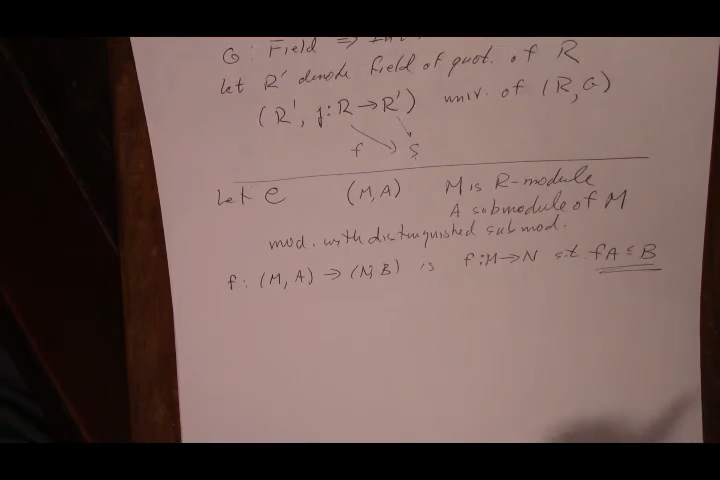 G : Field ⇒
Let R' denote field of quot. of R
(R', j: R → R') univ. of (R, G)
f S
Let C (M, A) M is R-module
A submodule of M
mod. with distinguished submod.
f: (M, A) → (N, B) is f: M → N s.t. fA ⊆ B